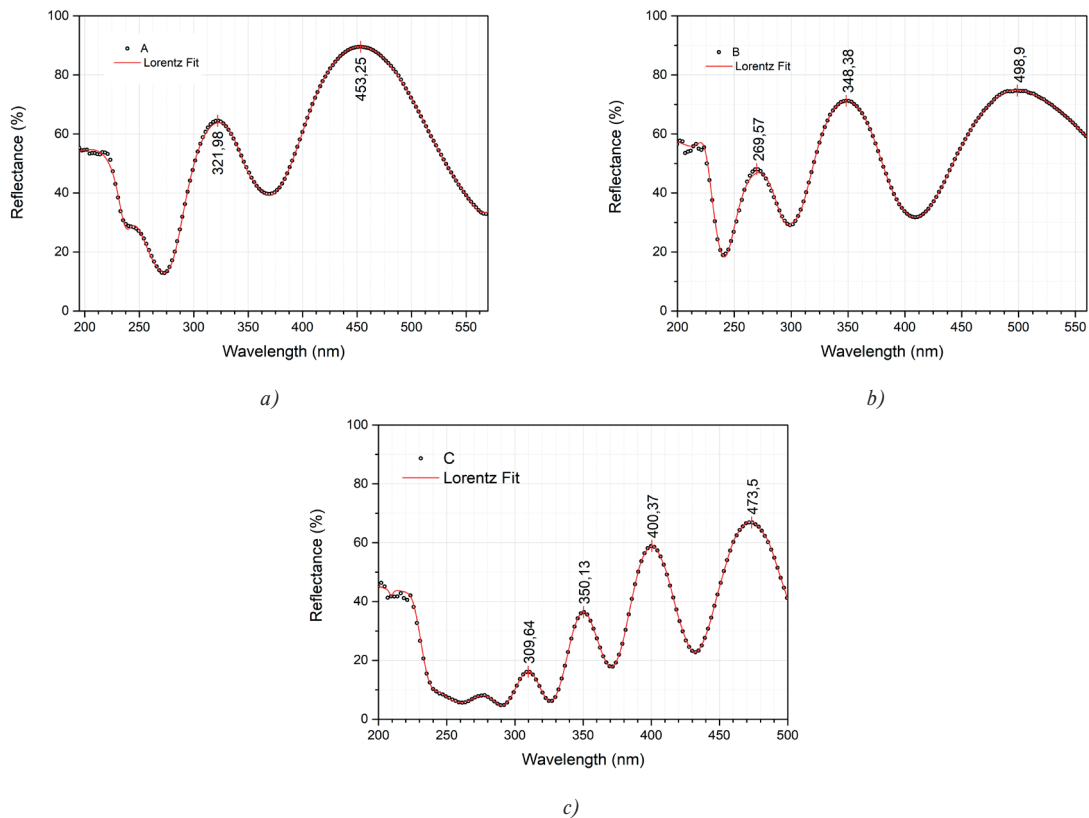 100
80
60
40
20
0
Reflectance (%)
A
Lorentz Fit
321,98
453,25
200 250 300 350 400 450 500 550
Wavelength (nm)
a)
100
80
60
40
20
0
Reflectance (%)
B
Lorentz Fit
269,57
348,38
498,9
200 250 300 350 400 450 500 550
Wavelength (nm)
b)
100
80
60
40
20
0
Reflectance (%)
C
Lorentz Fit
309,64
350,13
400,37
473,5
200 250 300 350 400 450 500
Wavelength (nm)
c)